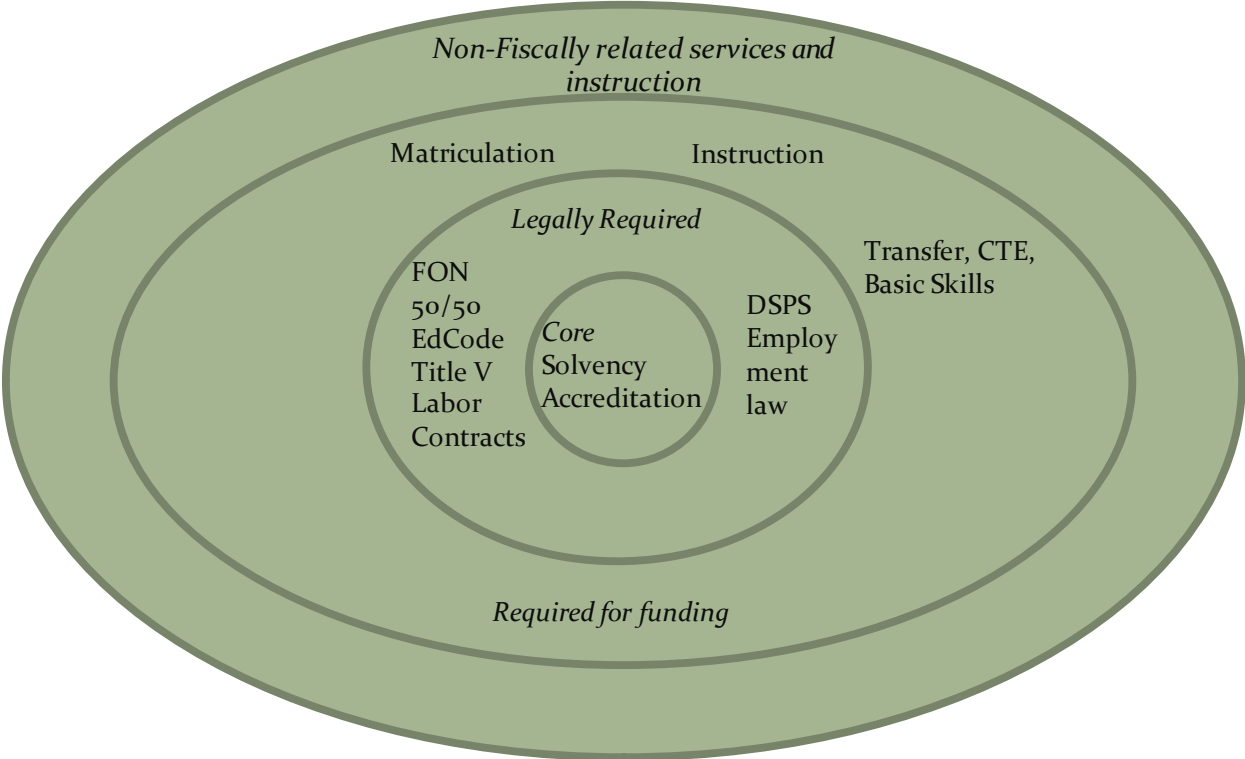 Non-Fiscally related services and
instruction
Matriculation
Instruction
Legally Required
Transfer, CTE,
Basic Skills
FON
50/50
EdCode
Title V
Labor
Contracts
Core
Solvency
Accreditation
DSPS
Employ
ment
law
Required for funding